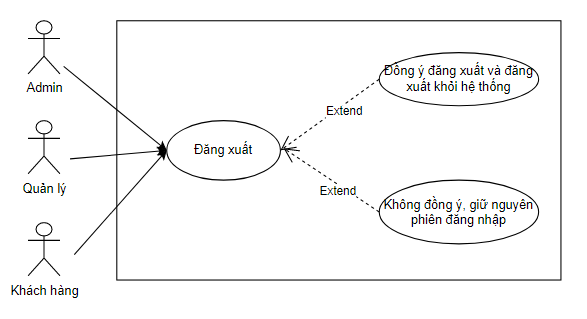 Admin
Quản lý
Khách hàng
Đăng xuất
Extend
Extend
Đồng ý đăng xuất và đăng
xuất khỏi hệ thống
Không đồng ý, giữ nguyên
phiên đăng nhập